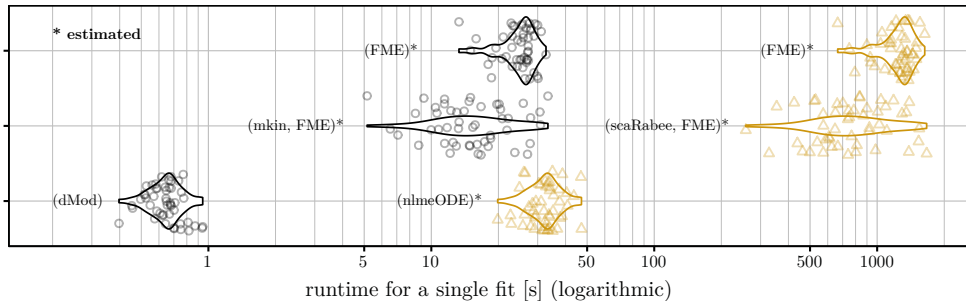 * estimated
(FME)*
(FME)*
(mkin, FME)*
(scaRabee, FME)*
(dMod)
(nlmeODE)*
1
5
10
50
100
500
1000
runtime for a single fit [s] (logarithmic)